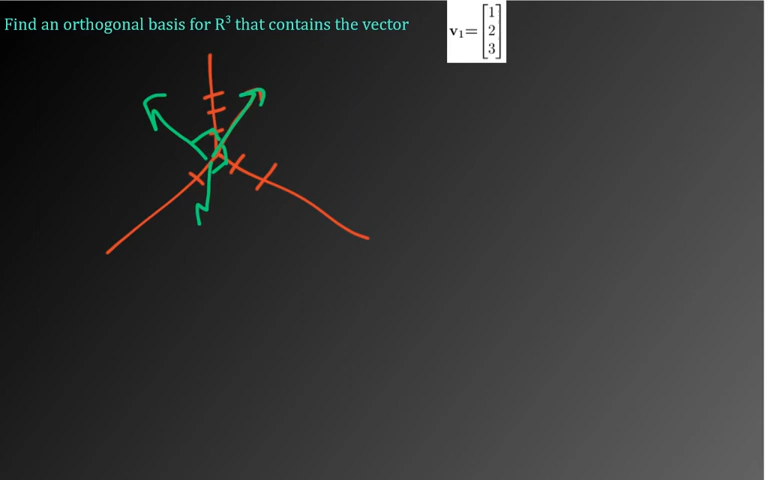 Find an orthogonal basis for R³ that contains the vector
v₁=
1
2
3